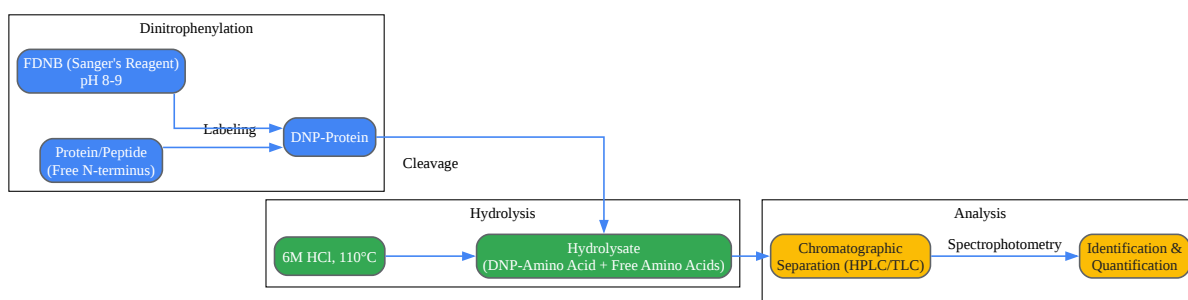 Dinitrophenylation
FDNB (Sanger's Reagent)
pH 8-9
Labeling
DNP-Protein
Protein/Peptide
(Free N-terminus)
Cleavage
Hydrolysis
6M HCl, 110°C
Hydrolysate
(DNP-Amino Acid + Free Amino Acids)
Analysis
Chromatographic
Separation (HPLC/TLC)
Spectrophotometry
Identification &
Quantification